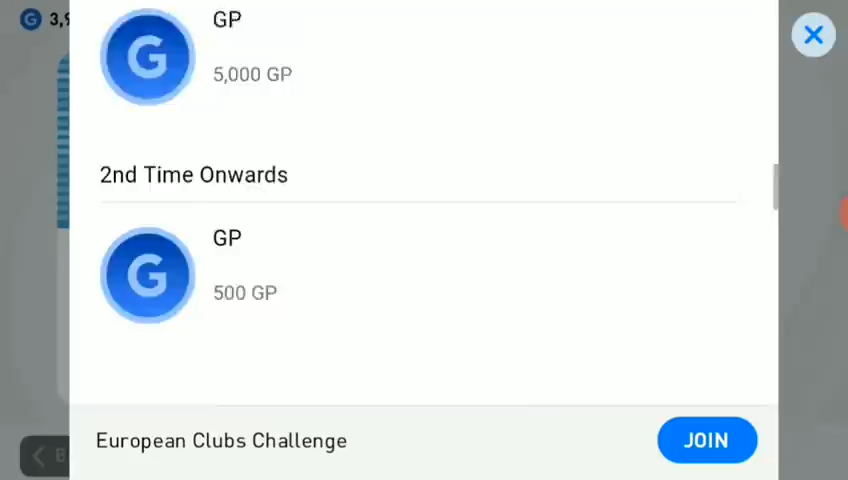 GP
5,000 GP
2nd Time Onwards
GP
500 GP
European Clubs Challenge
JOIN